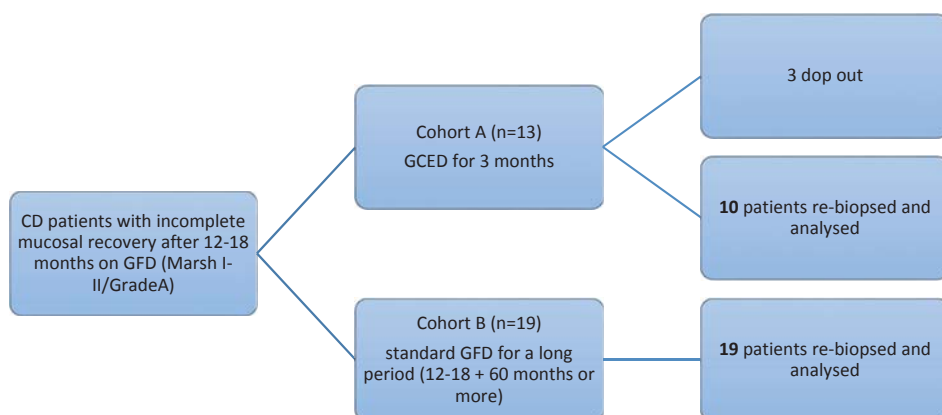 CD patients with incomplete
mucosal recovery after 12-18
months on GFD (Marsh I-
II/GradeA)
Cohort A (n=13)
GCED for 3 months
3 dop out
10 patients re-biopsed and
analysed
Cohort B (n=19)
standard GFD for a long
period (12-18 + 60 months or
more)
19 patients re-biopsed and
analysed